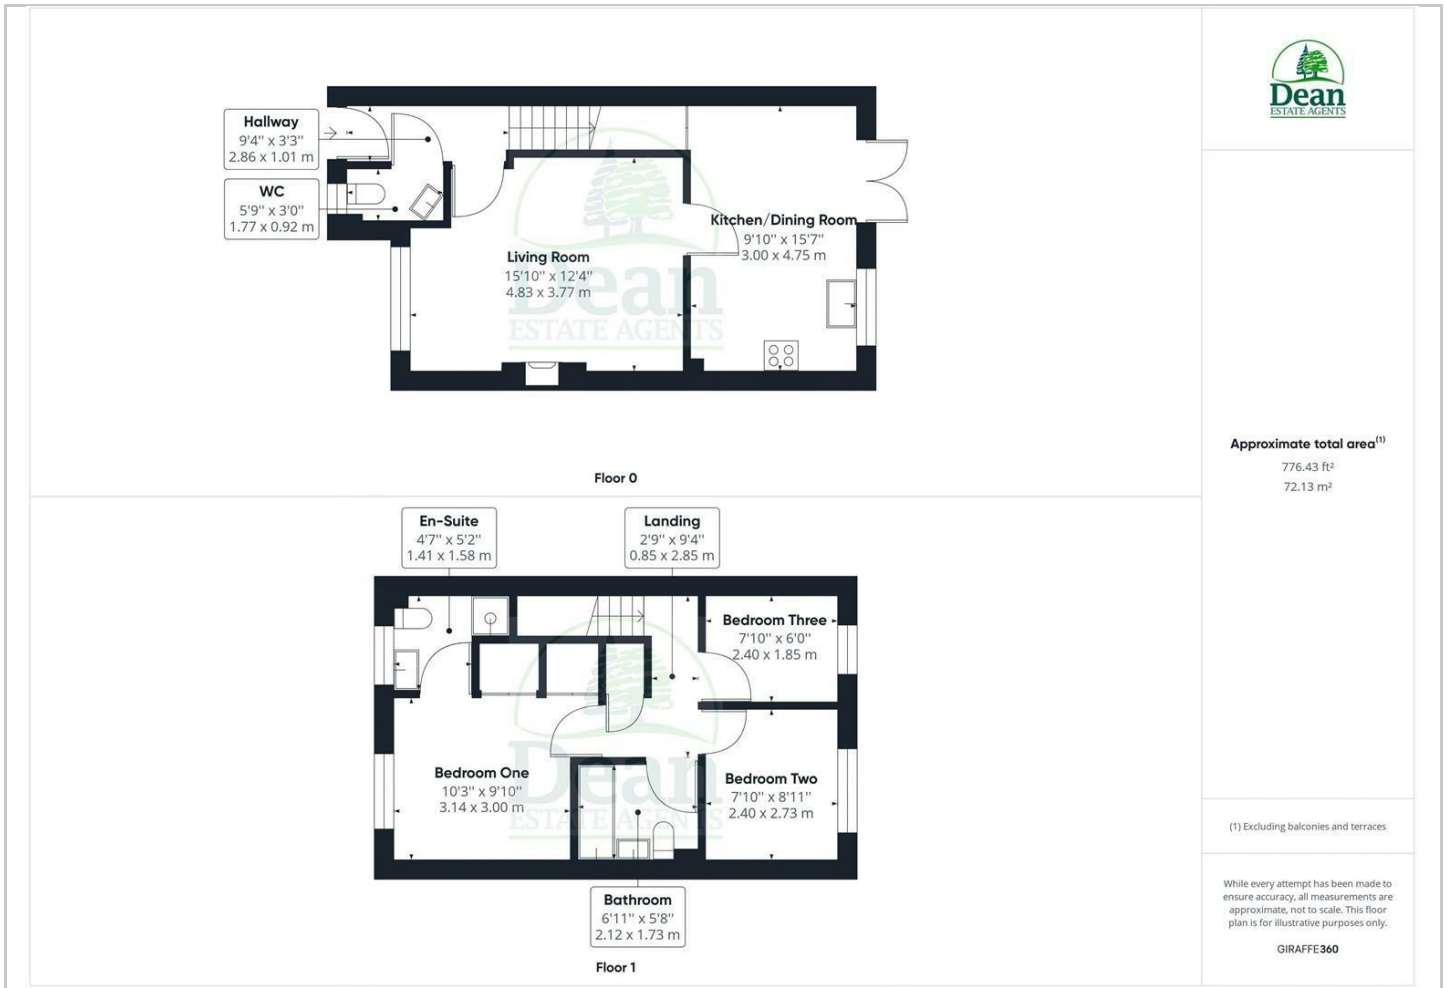 Dean
ESTATE AGENTS
Hallway
9'4" x 3'3"
2.86 x 1.01 m
WC
5'9" x 3'0"
1.77 x 0.92 m
Living Room
15'10" x 12'4"
4.83 x 3.77 m
Kitchen/Dining Room
9'10" x 15'7"
3.00 x 4.75 m
Dean
ESTATE AGENTS
Floor 0
Approximate total area(1)
776.43 ft²
72.13 m²
En-Suite
4'7" x 5'2"
1.41 x 1.58 m
Landing
2'9" x 9'4"
0.85 x 2.85 m
Bedroom Three
7'10" x 6'0"
2.40 x 1.85 m
Bedroom One
10'3" x 9'10"
3.14 x 3.00 m
Bedroom Two
7'10" x 8'11"
2.40 x 2.73 m
Dean
ESTATE AGENTS
Bathroom
6'11" x 5'8"
2.12 x 1.73 m
Floor 1
(1) Excluding balconies and terraces
While every attempt has been made to
ensure accuracy, all measurements are
approximate, not to scale. This floor
plan is for illustrative purposes only.
GIRAFFE360